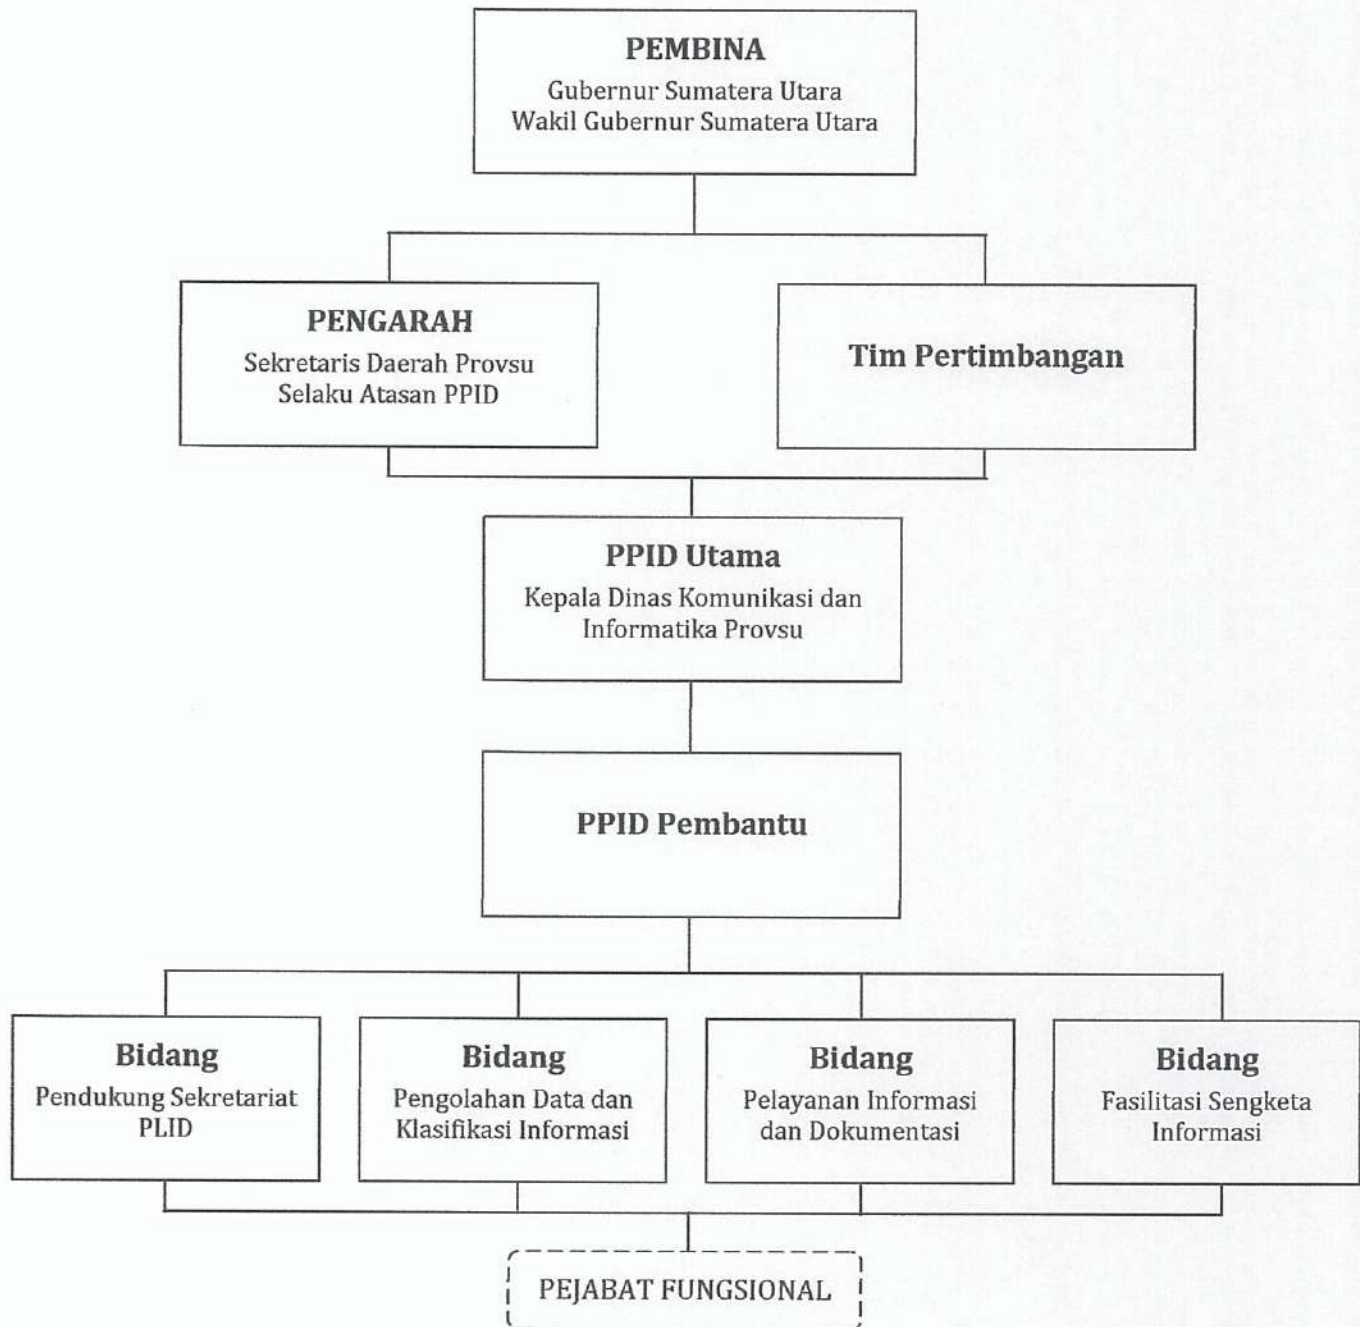 PEMBINA
Gubernur Sumatera Utara
Wakil Gubernur Sumatera Utara
PENGARAH
Sekretaris Daerah Provsu
Selaku Atasan PPID
Tim Pertimbangan
PPID Utama
Kepala Dinas Komunikasi dan
Informatika Provsu
PPID Pembantu
Bidang
Pendukung Sekretariat
PLID
Bidang
Pengolahan Data dan
Klasifikasi Informasi
Bidang
Pelayanan Informasi
dan Dokumentasi
Bidang
Fasilitasi Sengketa
Informasi
PEJABAT FUNGSIONAL